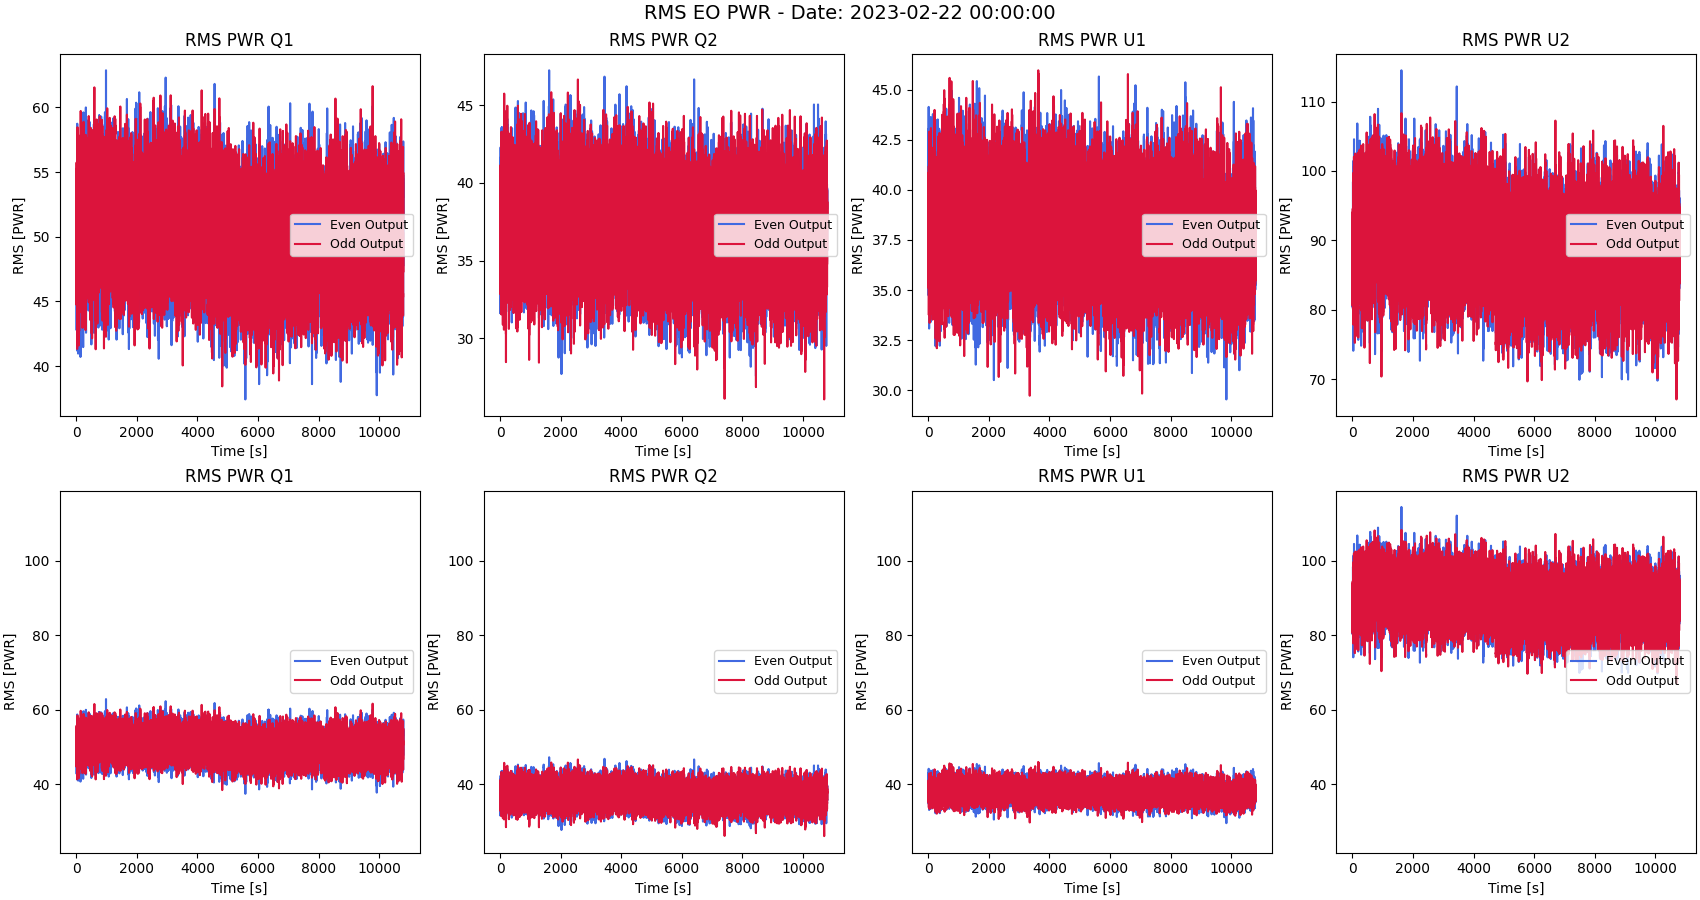 RMS EO PWR - Date: 2023-02-22 00:00:00
RMS PWR Q1
RMS [PWR]
60
55
50
45
40
0 2000 4000 6000 8000 10000
Time [s]
Even Output
Odd Output
RMS PWR Q2
RMS [PWR]
45
40
35
30
0 2000 4000 6000 8000 10000
Time [s]
Even Output
Odd Output
RMS PWR U1
RMS [PWR]
45.0
42.5
40.0
37.5
35.0
32.5
30.0
0 2000 4000 6000 8000 10000
Time [s]
Even Output
Odd Output
RMS PWR U2
RMS [PWR]
110
100
90
80
70
0 2000 4000 6000 8000 10000
Time [s]
Even Output
Odd Output
RMS PWR Q1
RMS [PWR]
100
80
60
40
0 2000 4000 6000 8000 10000
Time [s]
Even Output
Odd Output
RMS PWR Q2
RMS [PWR]
100
80
60
40
0 2000 4000 6000 8000 10000
Time [s]
Even Output
Odd Output
RMS PWR U1
RMS [PWR]
100
80
60
40
0 2000 4000 6000 8000 10000
Time [s]
Even Output
Odd Output
RMS PWR U2
RMS [PWR]
100
80
60
40
0 2000 4000 6000 8000 10000
Time [s]
Even Output
Odd Output